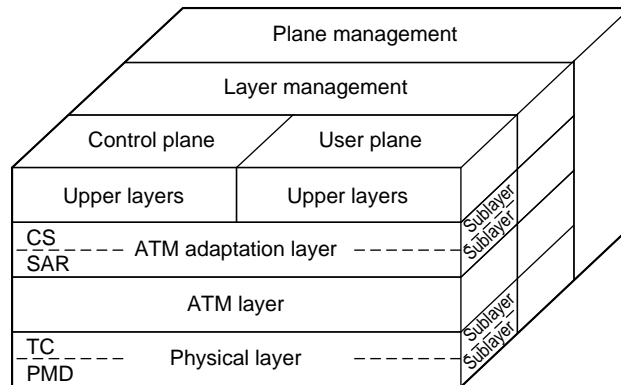 Plane management
Layer management
Control plane
User plane
Upper layers
Upper layers
Sublayer
Sublayer
CS
ATM adaptation layer
SAR
ATM layer
Sublayer
Sublayer
TC
Physical layer
PMD